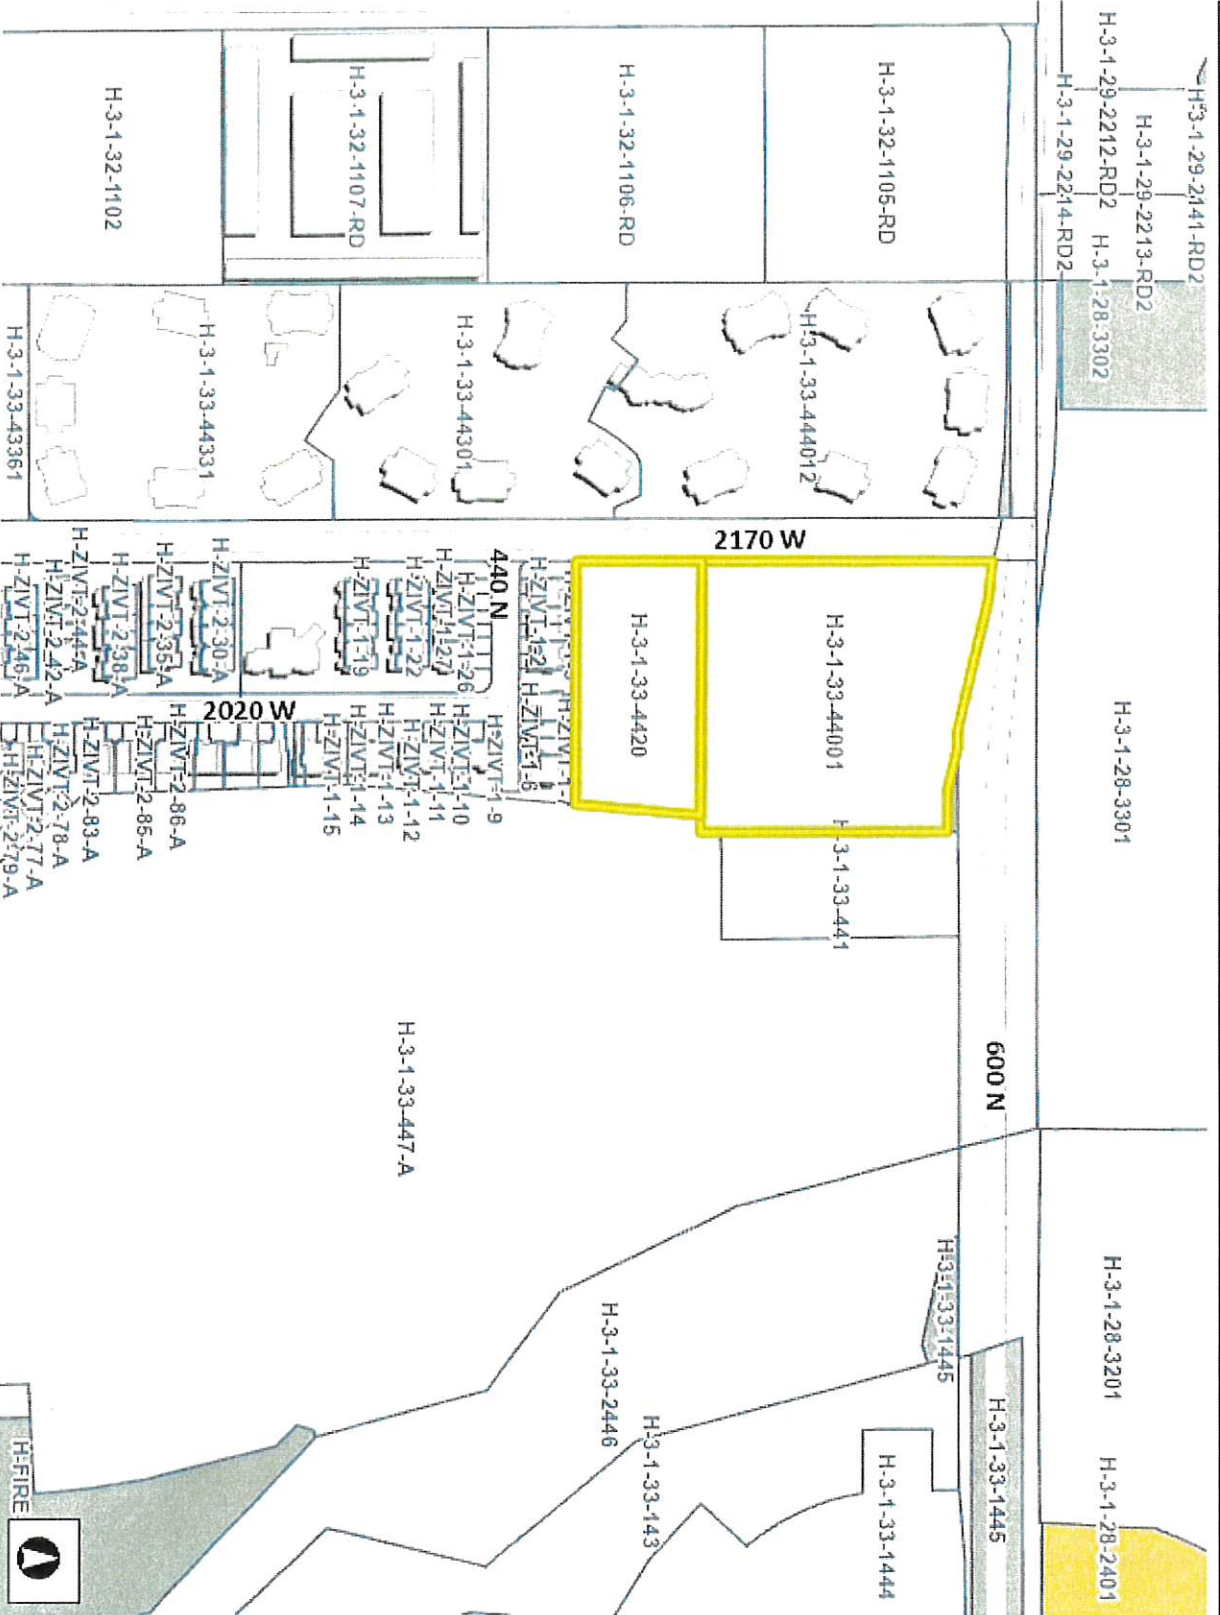 H-3-1-29-2141-RD2
H-3-1-29-2213-RD2
H-3-1-29-2212-RD2
H-3-1-29-2214-RD2
H-3-1-28-3302
H-3-1-28-3301
H-3-1-28-3201
H-3-1-28-2401
H-3-1-32-1105-RD
H-3-1-32-1106-RD
H-3-1-32-1107-RD
H-3-1-32-1102
H-3-1-33-444012
H-3-1-33-44301
H-3-1-33-44331
H-3-1-33-43361
2170 W
600 N
440 N
2020 W
H-3-1-33-44001
H-3-1-33-4420
H-3-1-33-441
H-3-1-33-447-A
H-3-1-33-1445
H-3-1-33-1445
H-3-1-33-1444
H-3-1-33-143
H-3-1-33-2446
H-FIRE
H-ZIVT-1-6
H-ZIVT-1-26
H-ZIVT-1-27
H-ZIVT-1-22
H-ZIVT-1-19
H-ZIVT-2-30-A
H-ZIVT-2-35-A
H-ZIVT-2-38-A
H-ZIVT-2-44-A
H-ZIVT-2-42-A
H-ZIVT-2-46-A
H-ZIVT-1-9
H-ZIVT-1-10
H-ZIVT-1-11
H-ZIVT-1-12
H-ZIVT-1-13
H-ZIVT-1-14
H-ZIVT-1-15
H-ZIVT-2-86-A
H-ZIVT-2-85-A
H-ZIVT-2-83-A
H-ZIVT-2-78-A
H-ZIVT-2-77-A
H-ZIVT-2-79-A